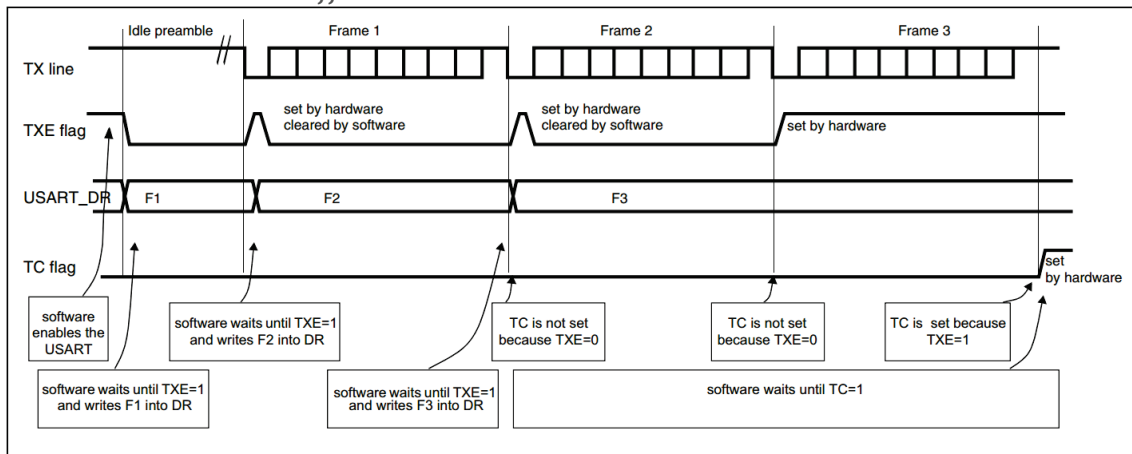 Idle preamble
Frame 1
Frame 2
Frame 3
TX line
TXE flag
set by hardware
cleared by software
set by hardware
cleared by software
set by hardware
USART_DR
F1
F2
F3
TC flag
set
by hardware
software
enables the
USART
software waits until TXE=1
and writes F2 into DR
TC is not set
because TXE=0
TC is not set
because TXE=0
TC is set because
TXE=1
software waits until TXE=1
and writes F1 into DR
software waits until TXE=1
and writes F3 into DR
software waits until TC=1